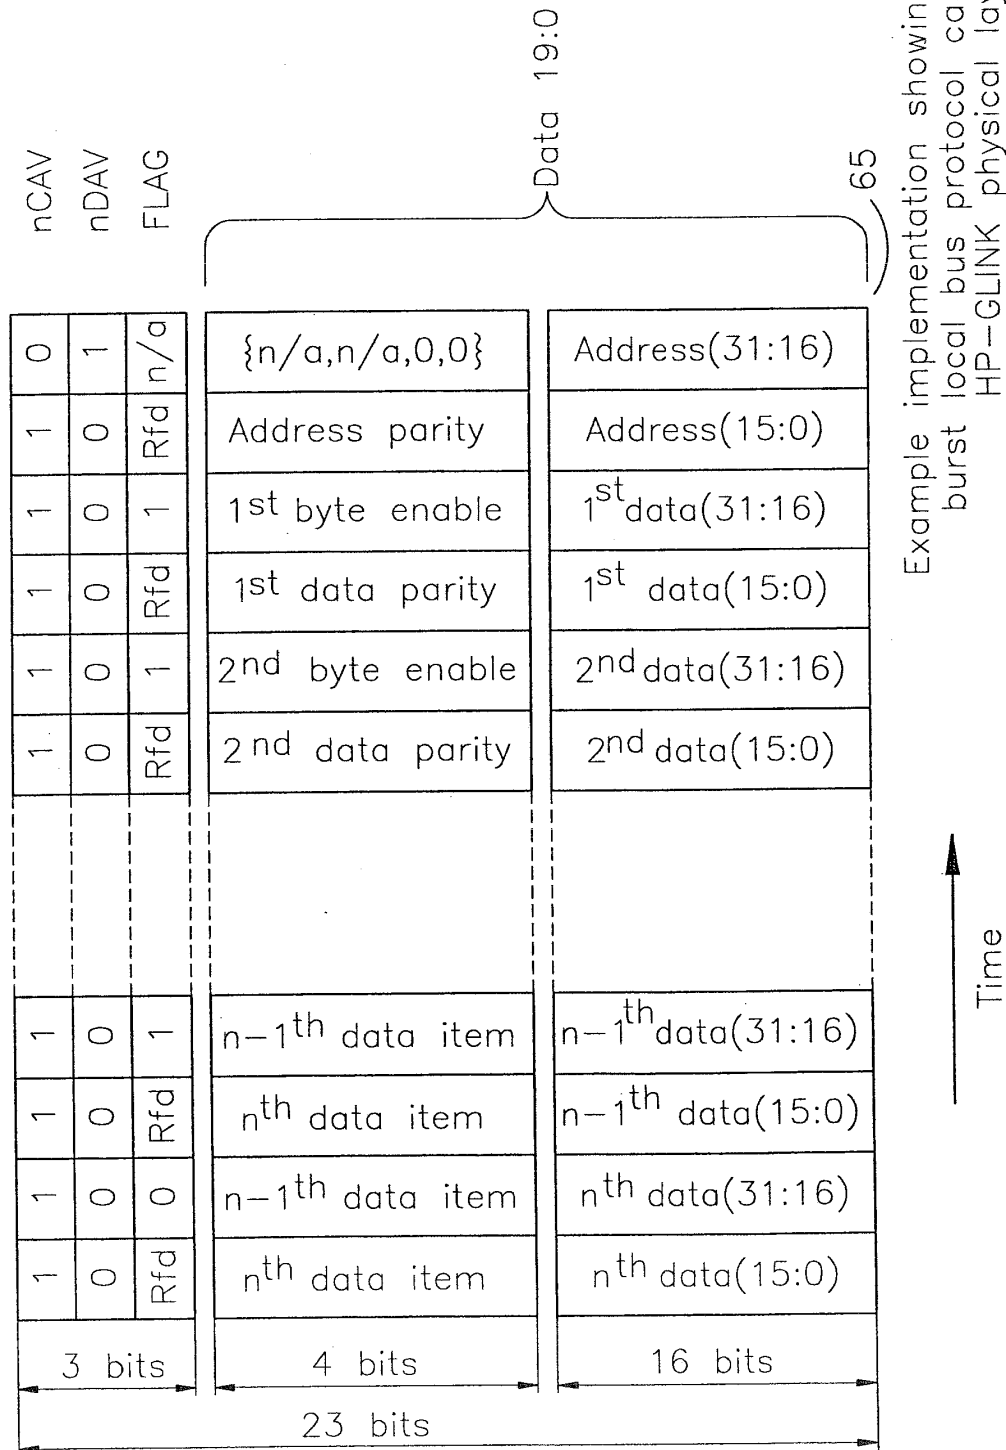 nCAV
nDAV
FLAG
0
1
n/a
{n/a,n/a,0,0}
Address(31:16)
1
0
Rfd
Address parity
Address(15:0)
1
0
1
1st byte enable
1st data(31:16)
1
0
Rfd
1st data parity
1st data(15:0)
1
0
1
2nd byte enable
2nd data(31:16)
1
0
Rfd
2nd data parity
2nd data(15:0)
1
0
1
n-1th data item
n-1th data(31:16)
1
0
Rfd
nth data item
n-1th data(15:0)
1
0
0
n-1th data item
nth data(31:16)
1
0
Rfd
nth data item
nth data(15:0)
3 bits
4 bits
16 bits
23 bits
Data 19:0
65
Time
Example implementation
burst local bus protocol
HP-GLINK physical